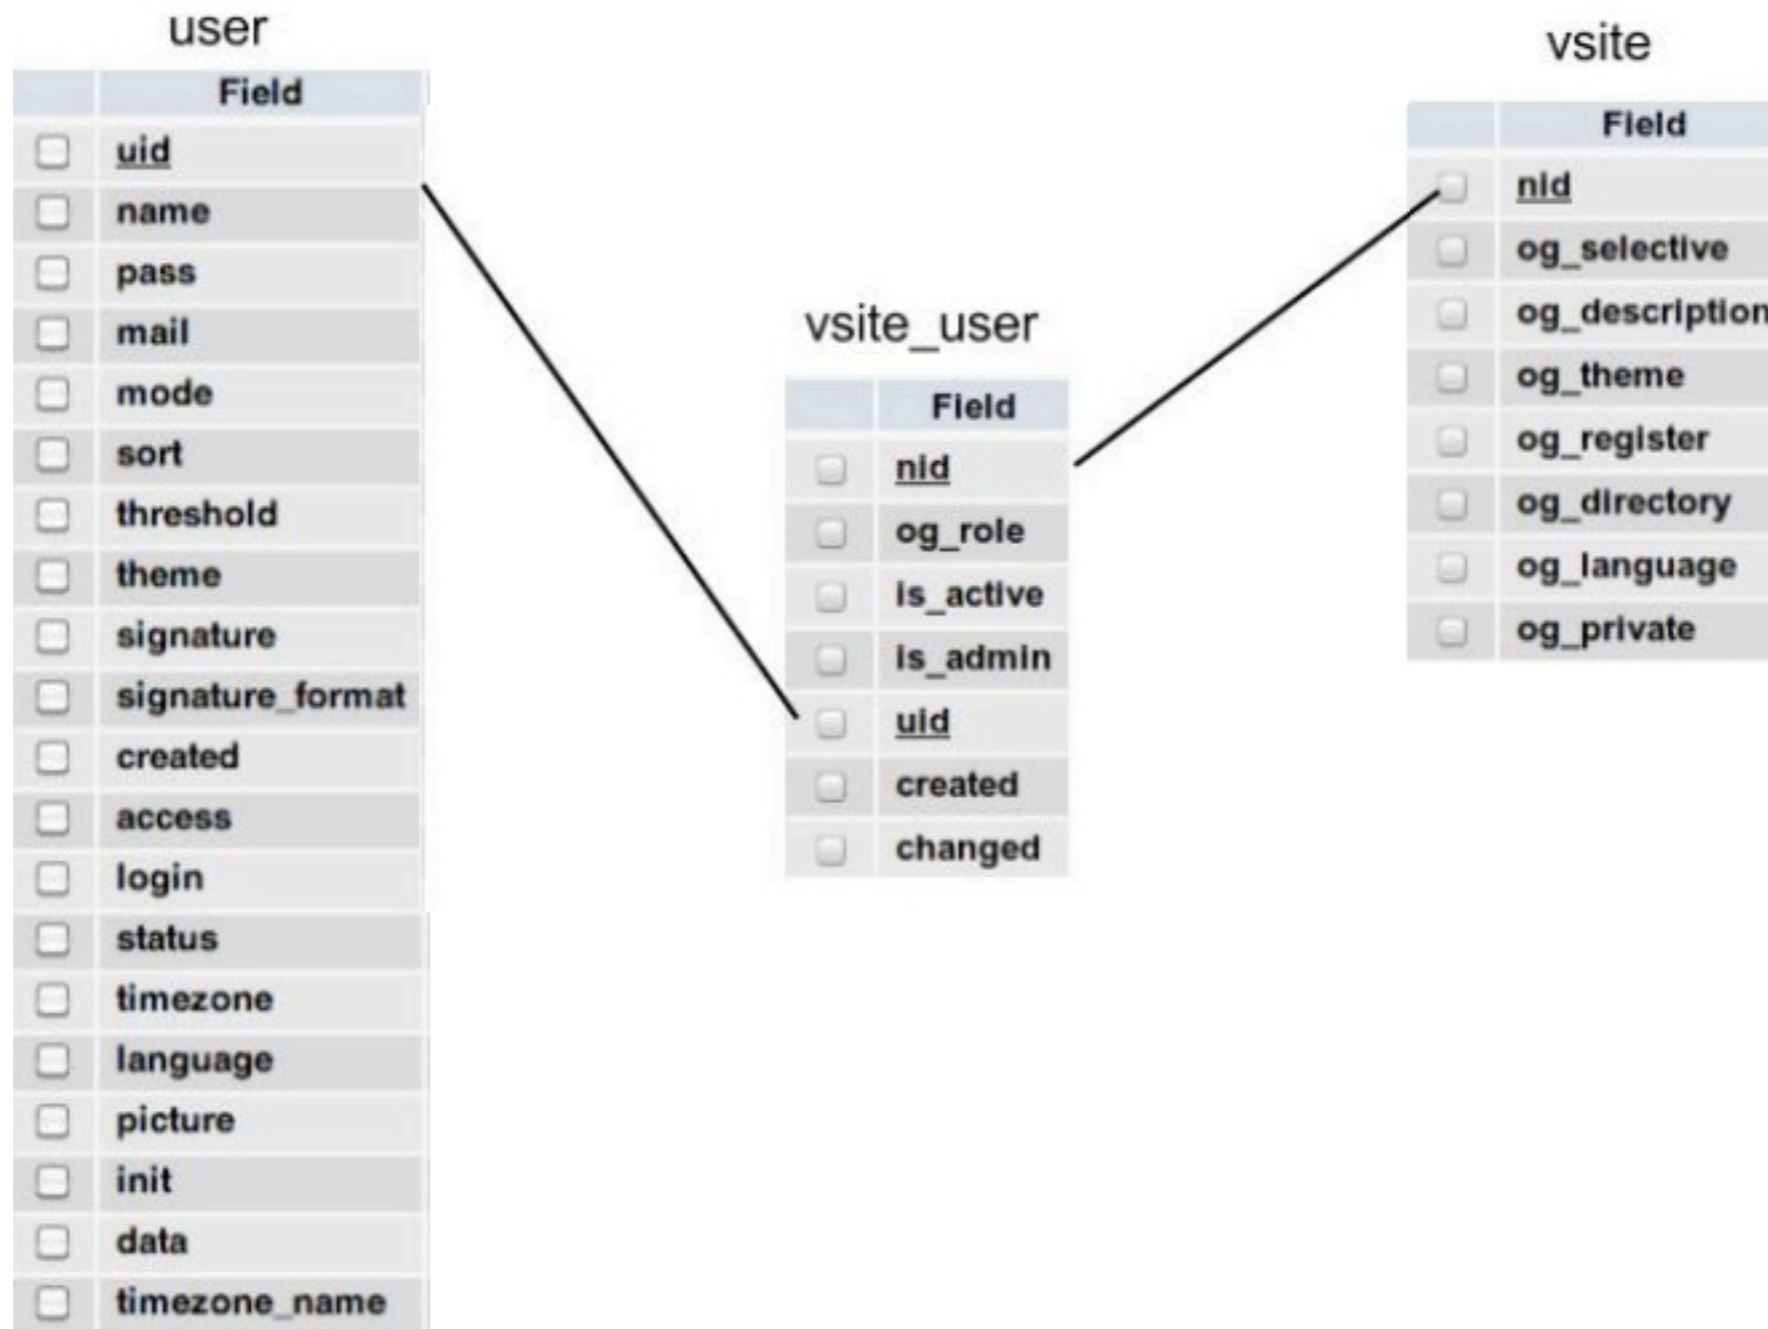 user
Field
uid
name
pass
mail
mode
sort
threshold
theme
signature
signature_format
created
access
login
status
timezone
language
picture
init
data
timezone_name
vsite_user
Field
nid
og_role
is_active
is_admin
uid
created
changed
vsite
Field
nid
og_selective
og_description
og_theme
og_register
og_directory
og_language
og_private